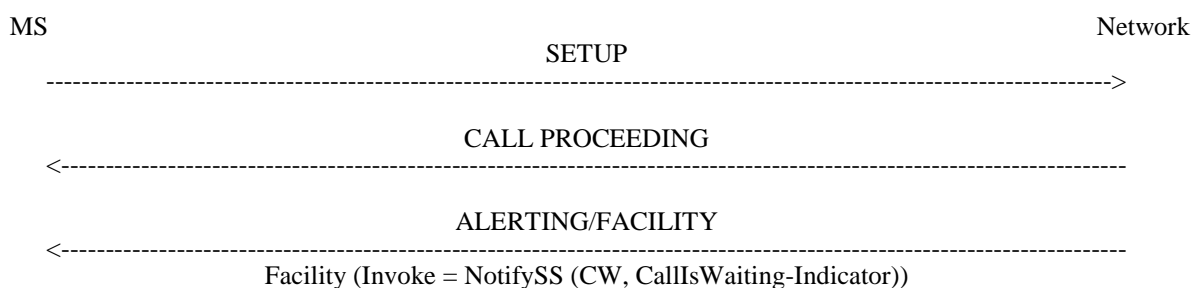 MS Network
SETUP
CALL PROCEEDING
ALERTING/FACILITY
Facility (Invoke = NotifySS (CW, CallIsWaiting-Indicator))